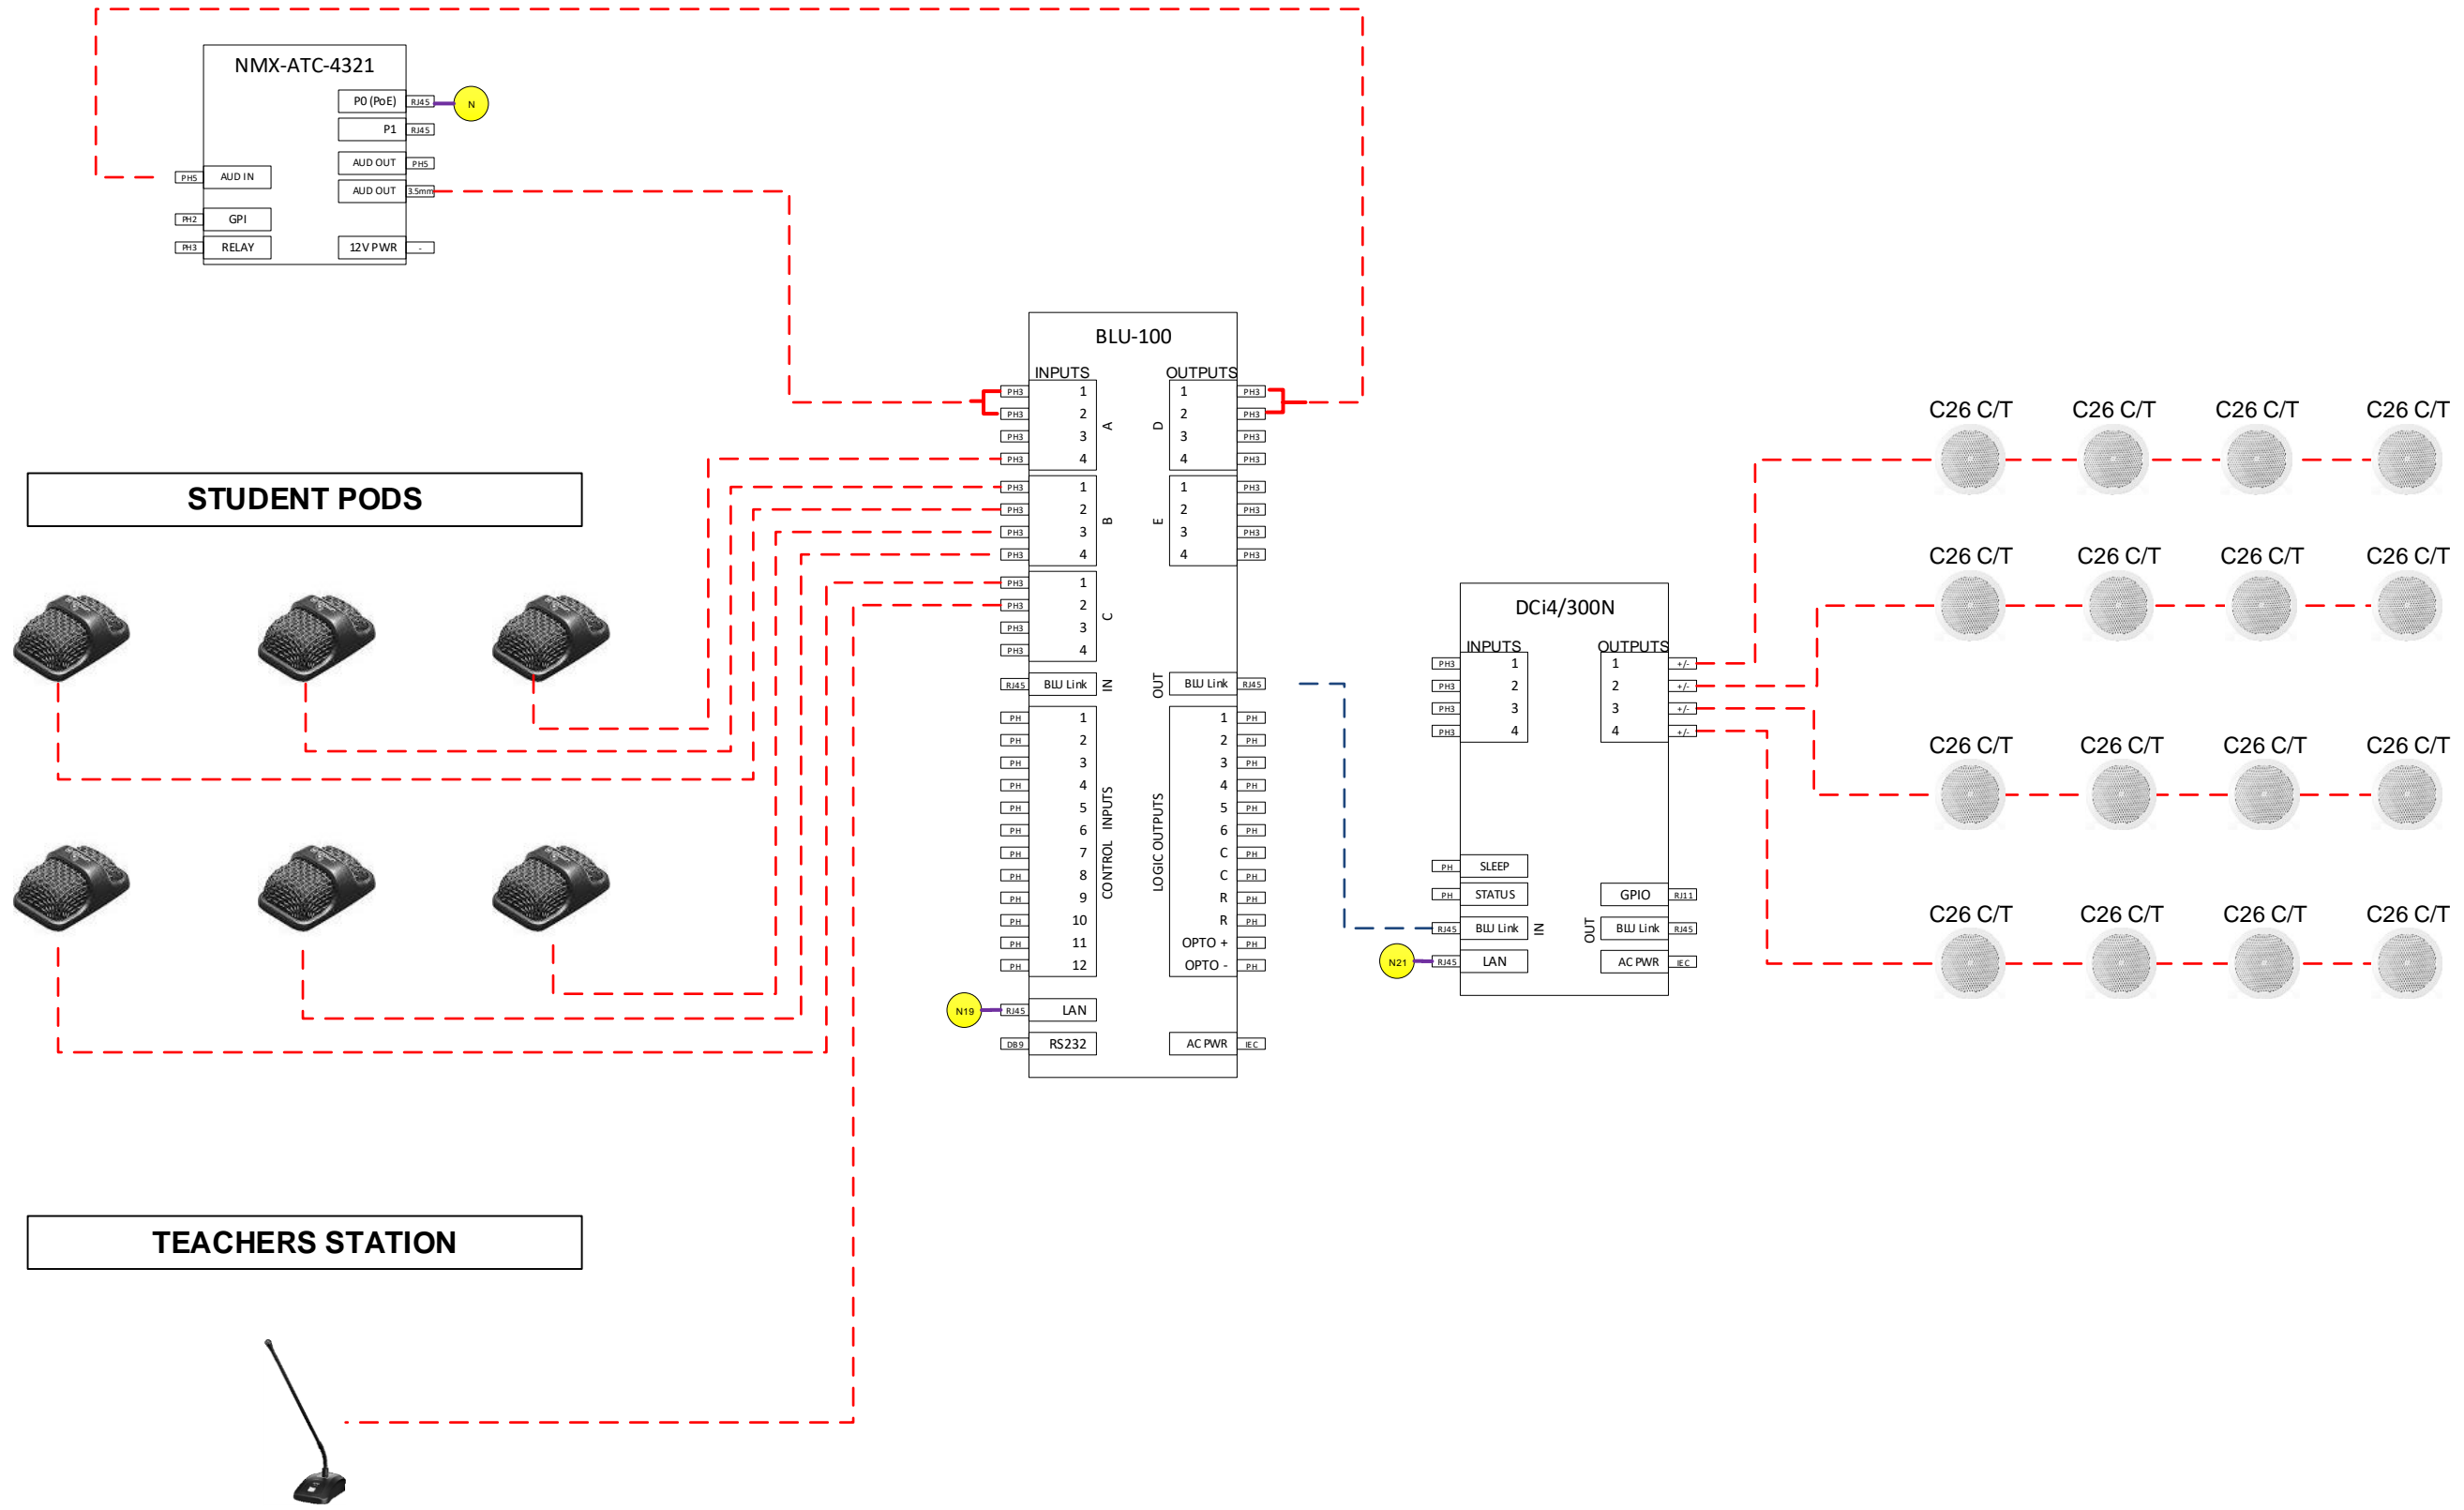 NMX-ATC-4321
P0 (PoE) RJ45 N
P1 RJ45
AUD OUT PH5
PH5 AUD IN
AUD OUT 3.5mm
PH2 GPI
PH3 RELAY
12V PWR -
BLU-100
INPUTS OUTPUTS
PH3 1 1 PH3
PH3 2 A D 2 PH3
PH3 3 3 PH3
PH3 4 4 PH3
PH3 1 1 PH3
PH3 2 B E 2 PH3
PH3 3 3 PH3
PH3 4 4 PH3
PH3 1
PH3 2 C
PH3 3
PH3 4
RJ45 BLU Link IN OUT BLU Link RJ45
CONTROL INPUTS LOGIC OUTPUTS
PH 1 1 PH
PH 2 2 PH
PH 3 3 PH
PH 4 4 PH
PH 5 5 PH
PH 6 6 PH
PH 7 C PH
PH 8 C PH
PH 9 R PH
PH 10 R PH
PH 11 OPTO + PH
PH 12 OPTO - PH
N19 RJ45 LAN
DB9 RS232 AC PWR IEC
STUDENT PODS
TEACHERS STATION
DCi4/300N
INPUTS OUTPUTS
PH3 1 1 +/-
PH3 2 2 +/-
PH3 3 3 +/-
PH3 4 4 +/-
PH SLEEP
PH STATUS GPIO RJ11
RJ45 BLU Link IN OUT BLU Link RJ45
N21 RJ45 LAN AC PWR IEC
C26 C/T C26 C/T C26 C/T C26 C/T
C26 C/T C26 C/T C26 C/T C26 C/T
C26 C/T C26 C/T C26 C/T C26 C/T
C26 C/T C26 C/T C26 C/T C26 C/T